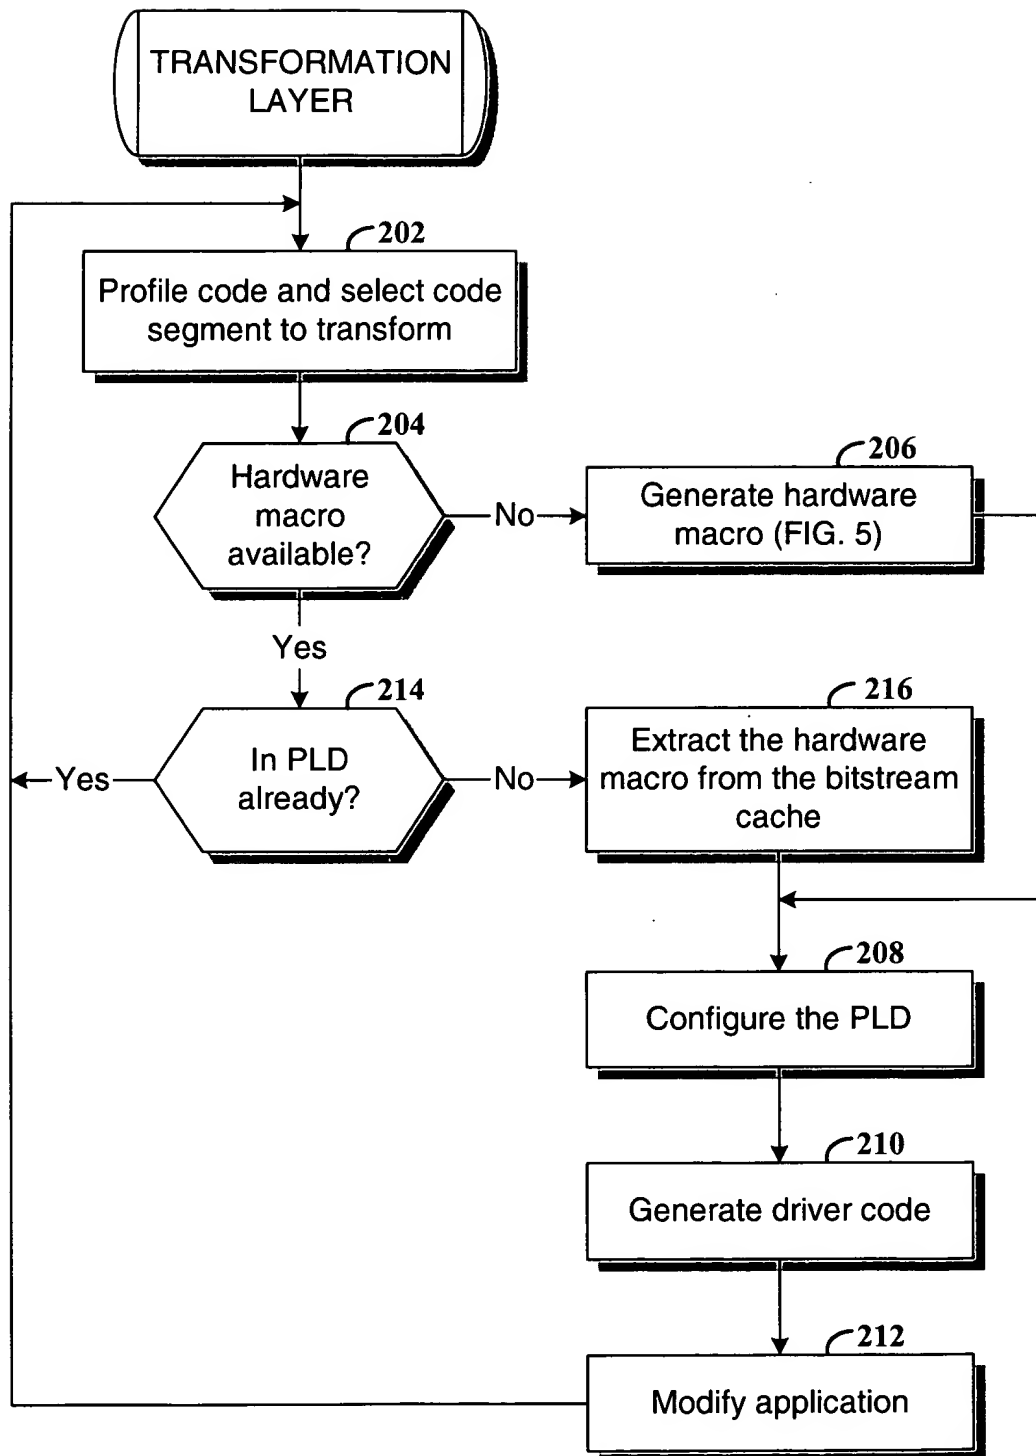 TRANSFORMATION
LAYER
202
Profile code and select code
segment to transform
204
Hardware
macro
available?
No
206
Generate hardware
macro (FIG. 5)
Yes
214
In PLD
already?
Yes
No
216
Extract the hardware
macro from the bitstream
cache
208
Configure the PLD
210
Generate driver code
212
Modify application